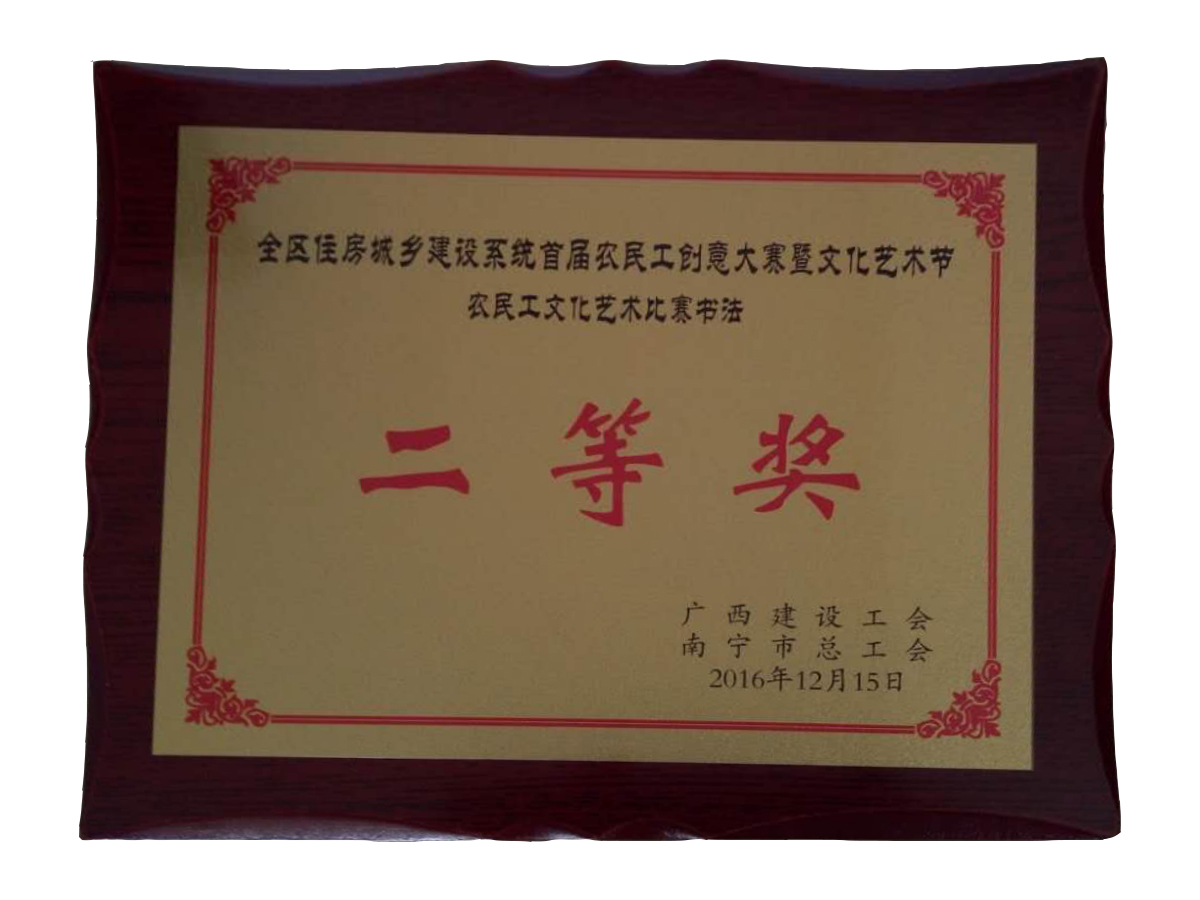 全区住房城乡建设系统首届农民工创意大赛暨文化艺术节
农民工文化艺术比赛书法
二等奖
广西建设工会
南宁市总工会
2016年12月15日